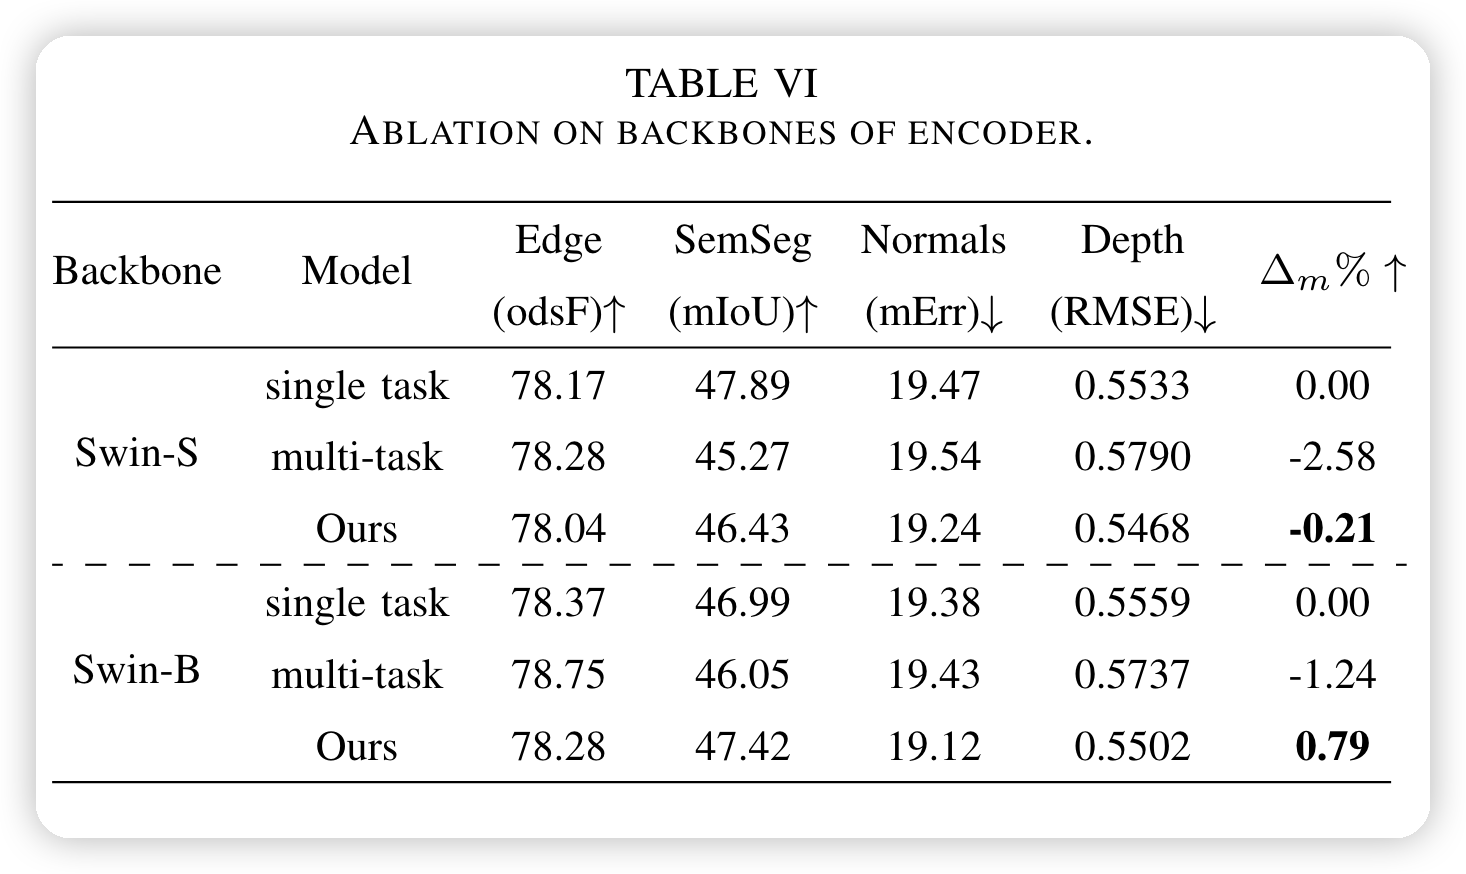 TABLE VI
ABLATION ON BACKBONES OF ENCODER.
Backbone Model Edge (odsF)↑ SemSeg (mIoU)↑ Normals (mErr)↓ Depth (RMSE)↓ Δm% ↑
Swin-S
single task 78.17 47.89 19.47 0.5533 0.00
multi-task 78.28 45.27 19.54 0.5790 -2.58
Ours 78.04 46.43 19.24 0.5468 -0.21
Swin-B
single task 78.37 46.99 19.38 0.5559 0.00
multi-task 78.75 46.05 19.43 0.5737 -1.24
Ours 78.28 47.42 19.12 0.5502 0.79